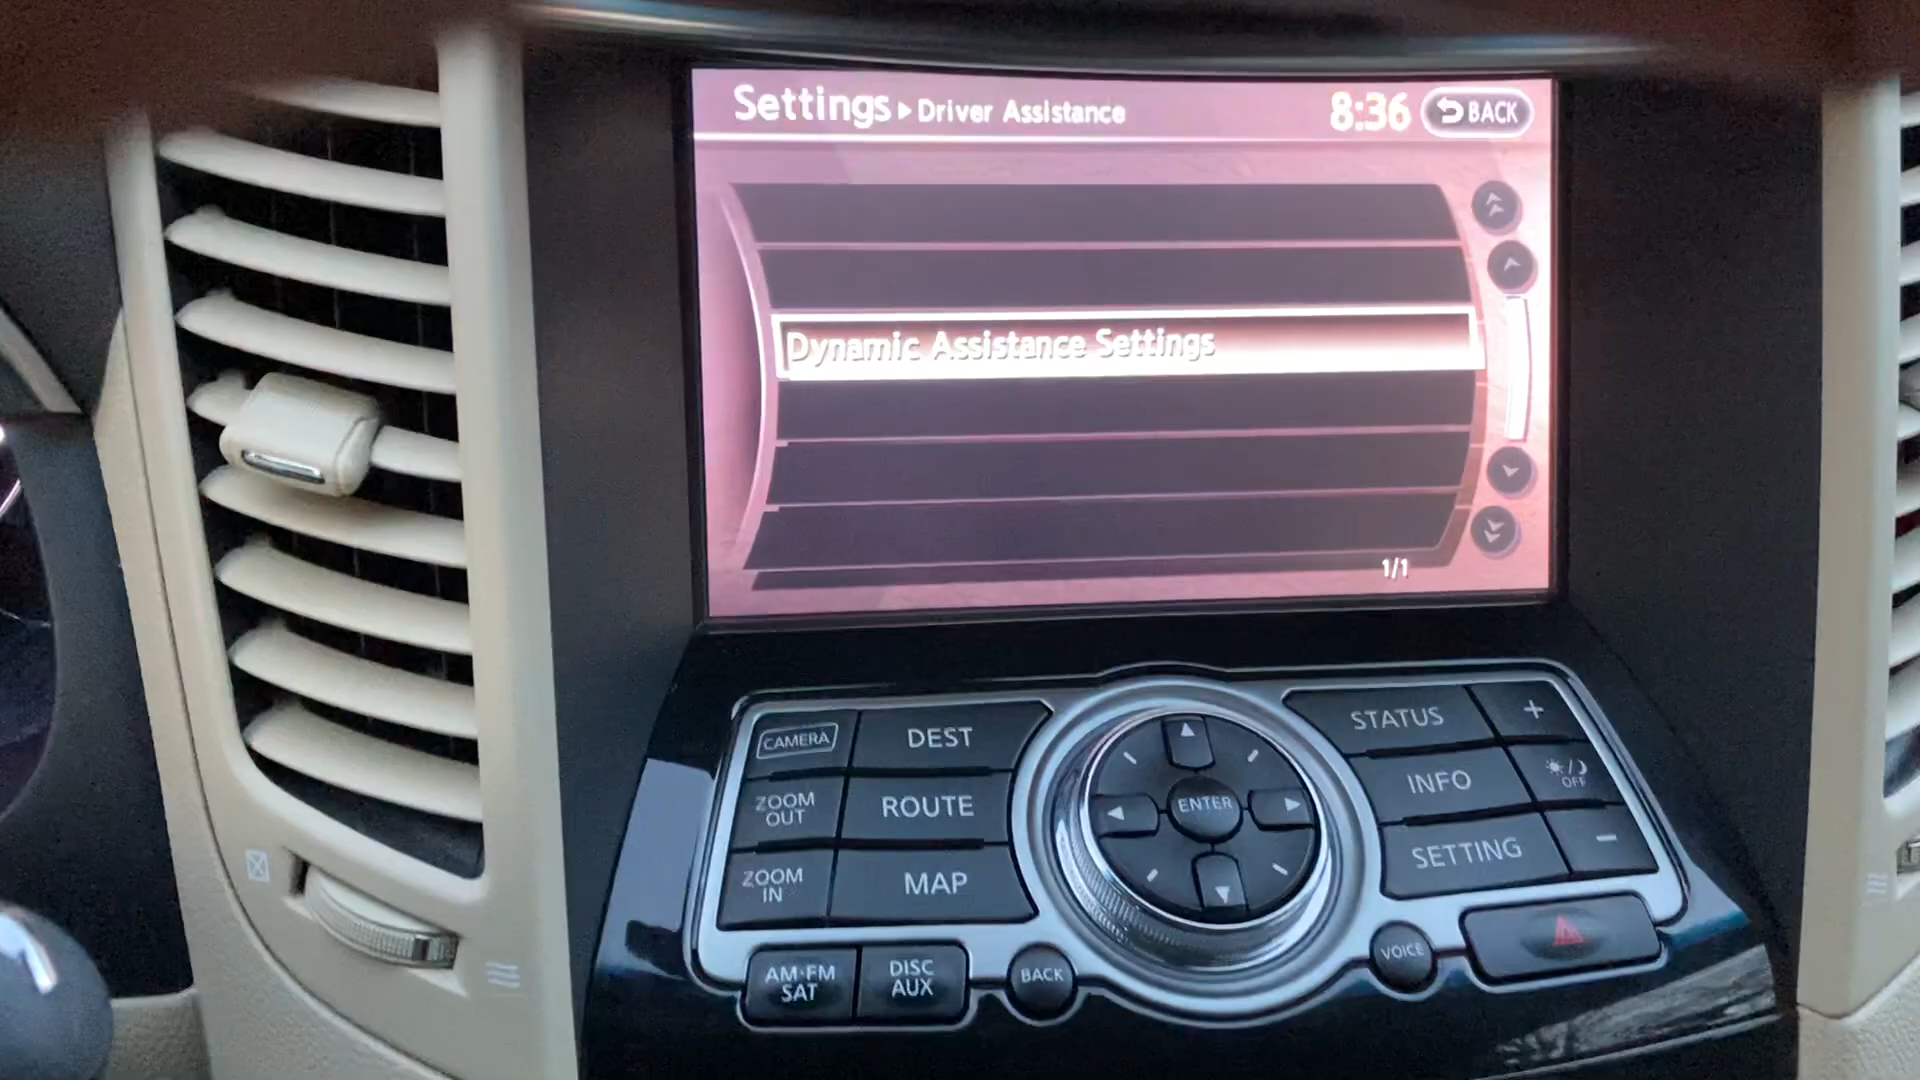 Settings ▸ Driver Assistance
8:36
BACK
Dynamic Assistance Settings
1/1
CAMERA
DEST
ZOOM
OUT
ROUTE
ZOOM
IN
MAP
AM·FM
SAT
DISC
AUX
BACK
ENTER
VOICE
STATUS
+
INFO
OFF
SETTING
−